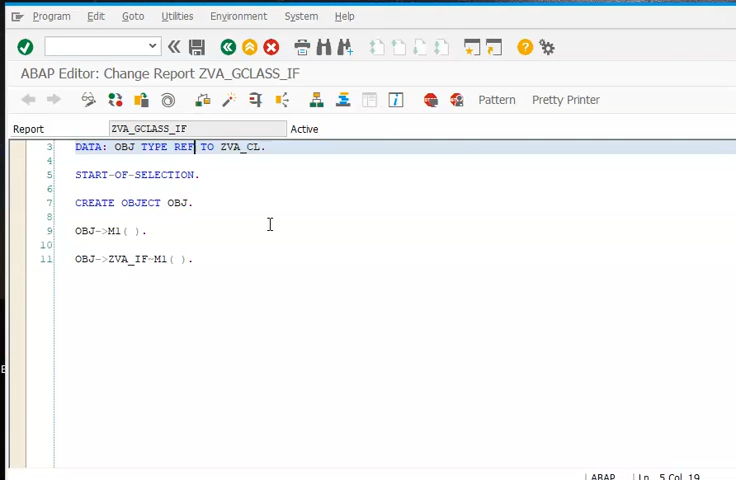 Program Edit Goto Utilities Environment System Help
ABAP Editor: Change Report ZVA_GCLASS_IF
Pattern Pretty Printer
Report ZVA_GCLASS_IF Active
3 DATA: OBJ TYPE REF TO ZVA_CL.
4
5 START-OF-SELECTION.
6
7 CREATE OBJECT OBJ.
8
9 OBJ->M1( ).
10
11 OBJ->ZVA_IF~M1( ).
ABAP Ln 5 Col 19